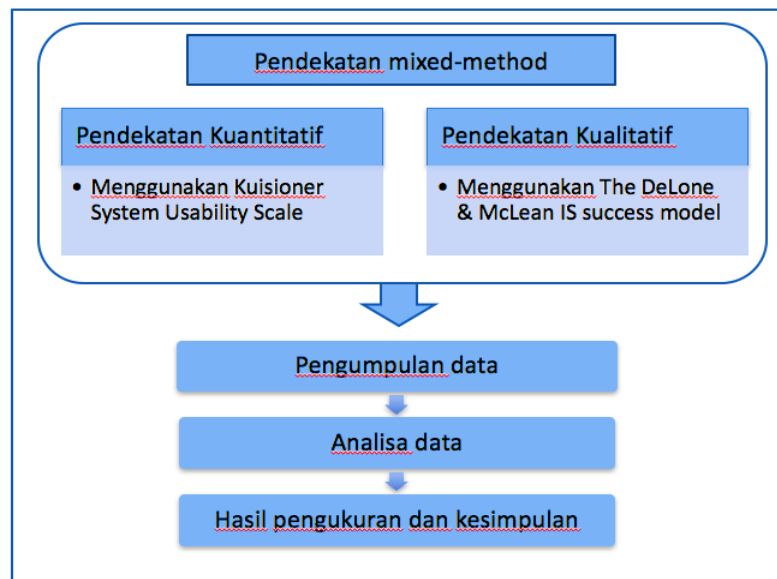 Pendekatan mixed-method
Pendekatan Kuantitatif
• Menggunakan Kuisioner
System Usability Scale
Pendekatan Kualitatif
• Menggunakan The DeLone
& McLean IS success model
Pengumpulan data
Analisa data
Hasil pengukuran dan kesimpulan